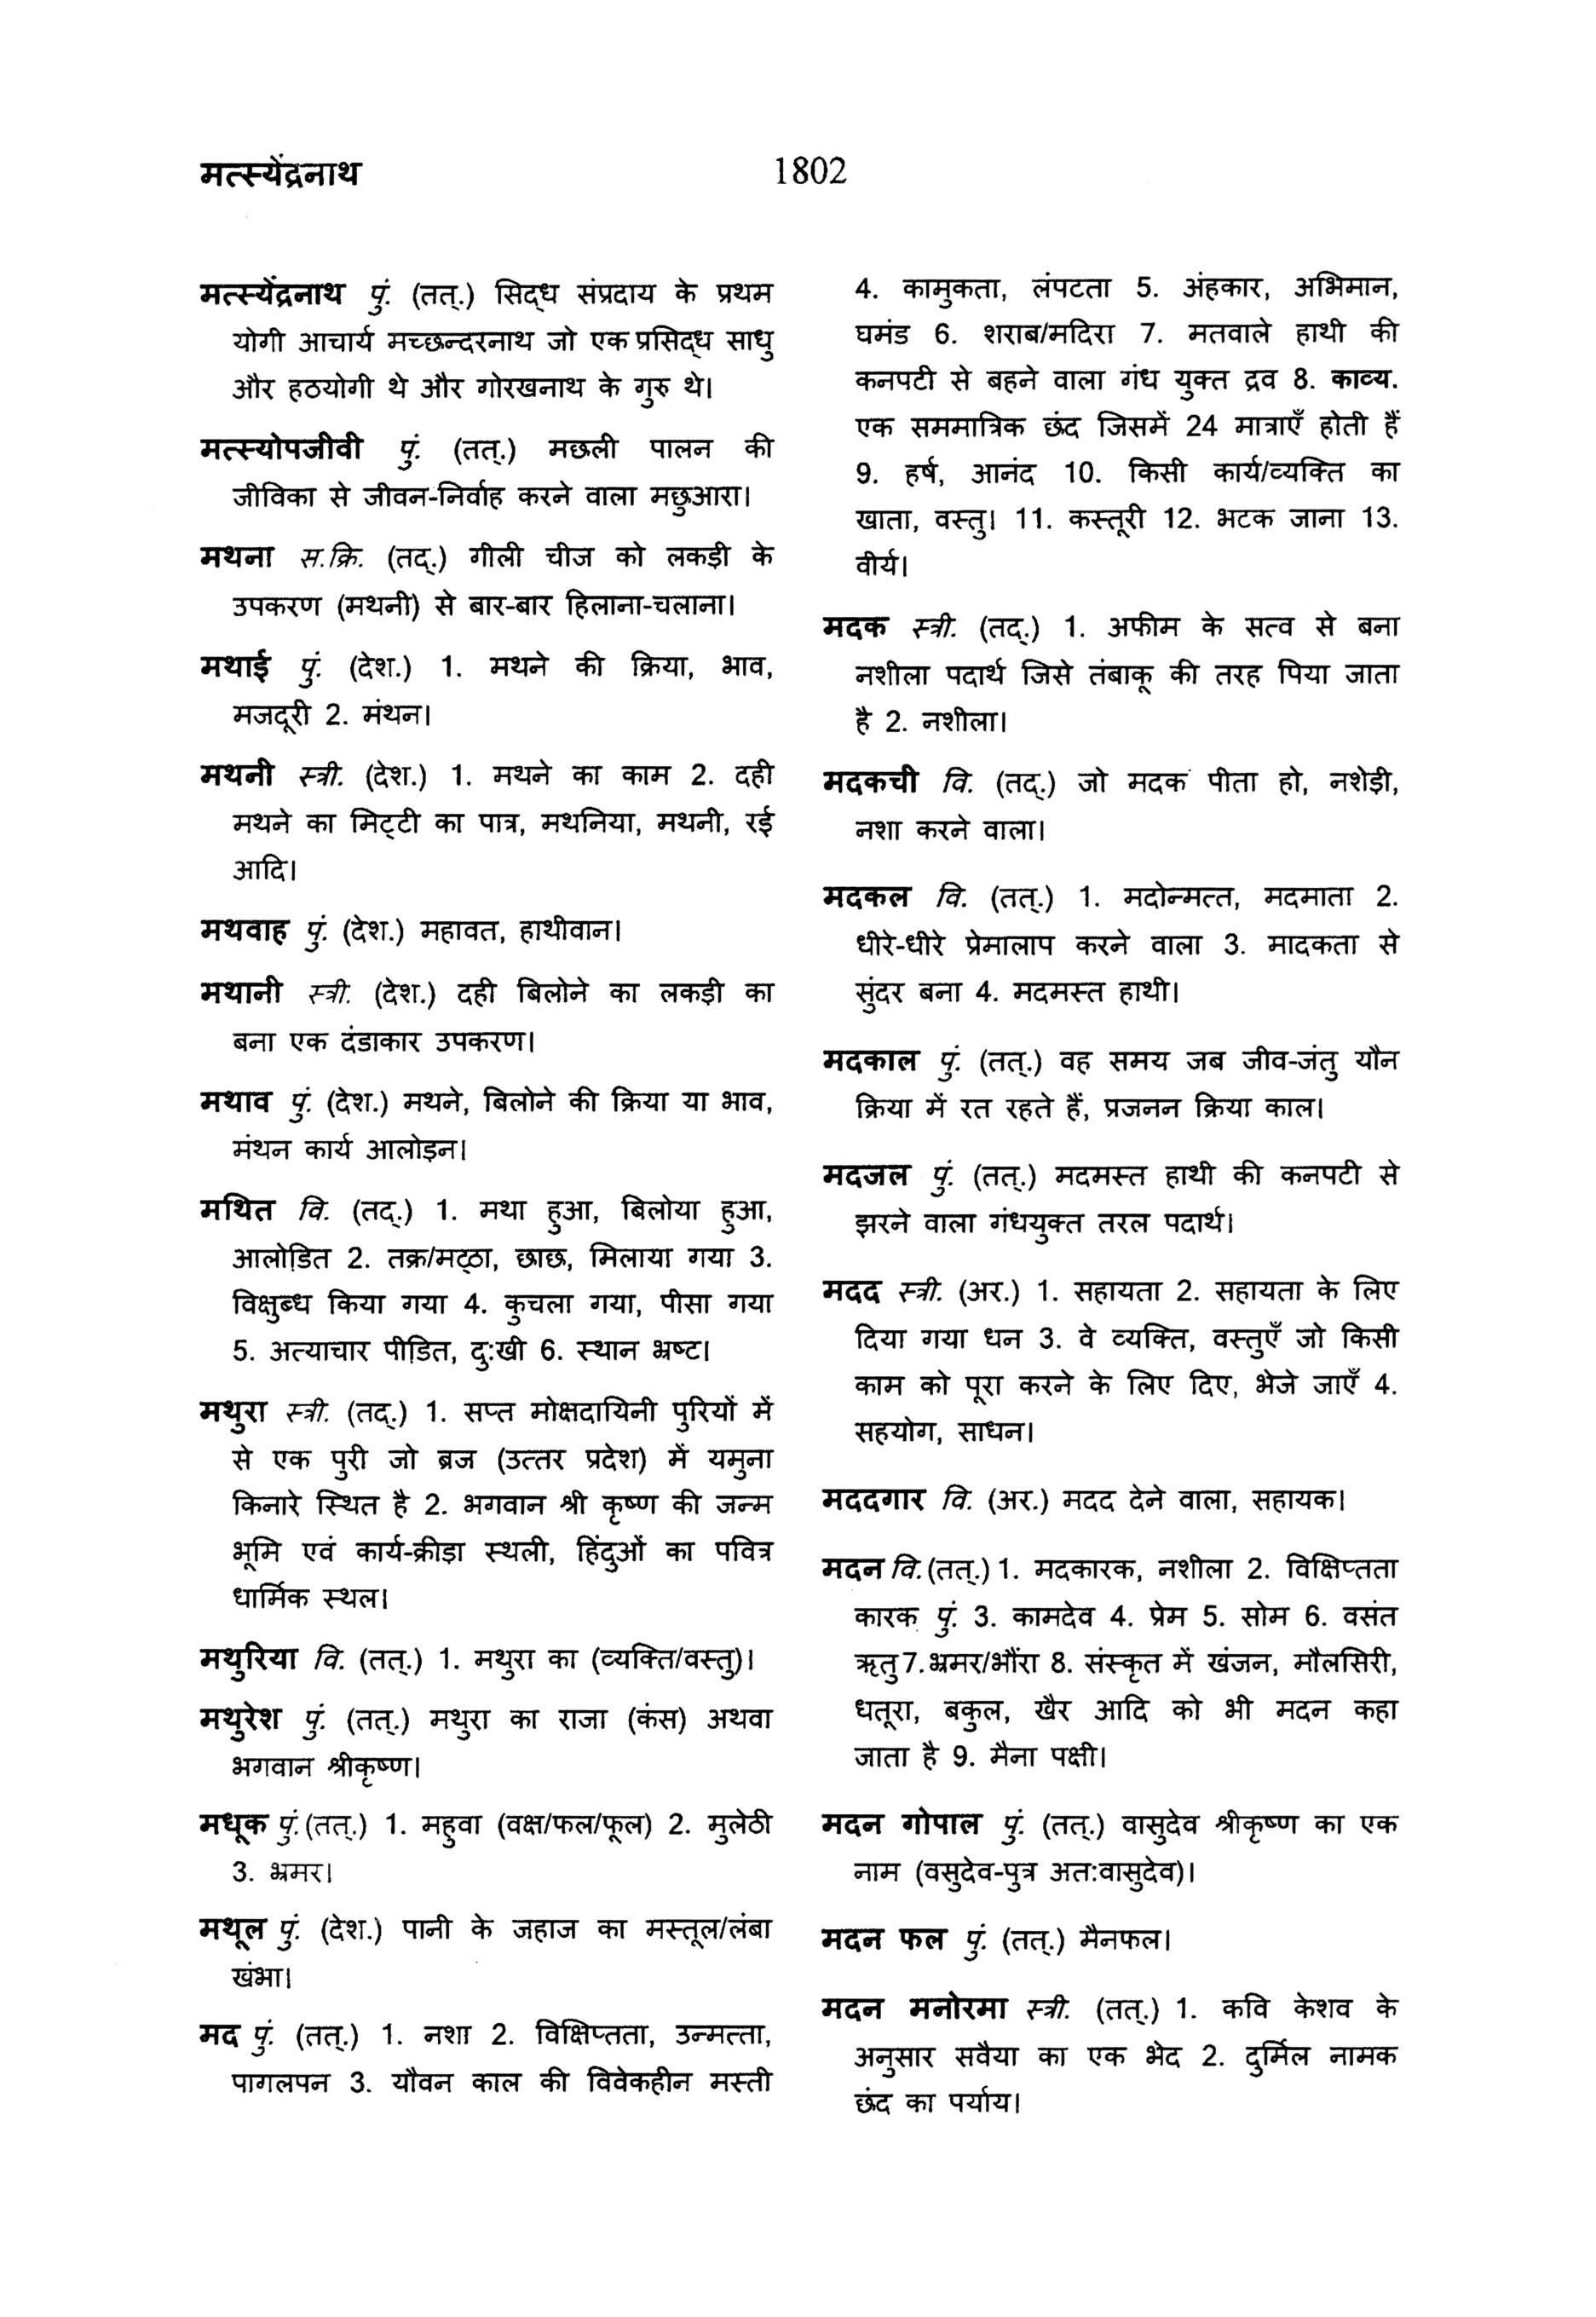 मत्स्येंद्रनाथ
1802
मत्स्येंद्रनाथ पुं. (तत्.) सिद्ध संप्रदाय के प्रथम
योगी आचार्य मच्छन्दरनाथ जो एक प्रसिद्ध साधु
और हठयोगी थे और गोरखनाथ के गुरु थे।
मत्स्योपजीवी पुं. (तत्.) मछली पालन की
जीविका से जीवन-निर्वाह करने वाला मछुआरा।
मथना स.क्रि. (तद्.) गीली चीज को लकड़ी के
उपकरण (मथनी) से बार-बार हिलाना-चलाना।
मथाई पुं. (देश.) 1. मथने की क्रिया, भाव,
मजदूरी 2. मंथन।
मथनी स्त्री. (देश.) 1. मथने का काम 2. दही
मथने का मिट्टी का पात्र, मथनिया, मथनी, रई
आदि।
मथवाह पुं. (देश.) महावत, हाथीवान।
मथानी स्त्री. (देश.) दही बिलोने का लकड़ी का
बना एक दंडाकार उपकरण।
मथाव पुं. (देश.) मथने, बिलोने की क्रिया या भाव,
मंथन कार्य आलोड़न।
मथित वि. (तद्.) 1. मथा हुआ, बिलोया हुआ,
आलोडि़त 2. तक्र/मट्ठा, छाछ, मिलाया गया 3.
विक्षुब्ध किया गया 4. कुचला गया, पीसा गया
5. अत्याचार पीडि़त, दु:खी 6. स्थान भ्रष्ट।
मथुरा स्त्री. (तद्.) 1. सप्त मोक्षदायिनी पुरियों में
से एक पुरी जो ब्रज (उत्तर प्रदेश) में यमुना
किनारे स्थित है 2. भगवान श्री कृष्ण की जन्म
भूमि एवं कार्य-क्रीड़ा स्थली, हिंदुओं का पवित्र
धार्मिक स्थल।
मथुरिया वि. (तत्.) 1. मथुरा का (व्यक्ति/वस्तु)।
मथुरेश पुं. (तत्.) मथुरा का राजा (कंस) अथवा
भगवान श्रीकृष्ण।
मधूक पुं. (तत्.) 1. महुवा (वक्ष/फल/फूल) 2. मुलेठी
3. भ्रमर।
मथूल पुं. (देश.) पानी के जहाज का मस्तूल/लंबा
खंभा।
मद पुं. (तत्.) 1. नशा 2. विक्षिप्तता, उन्मत्ता,
पागलपन 3. यौवन काल की विवेकहीन मस्ती
4. कामुकता, लंपटता 5. अंहकार, अभिमान,
घमंड 6. शराब/मदिरा 7. मतवाले हाथी की
कनपटी से बहने वाला गंध युक्त द्रव 8. काव्य.
एक सममात्रिक छंद जिसमें 24 मात्राएँ होती हैं
9. हर्ष, आनंद 10. किसी कार्य/व्यक्ति का
खाता, वस्तु। 11. कस्तूरी 12. भटक जाना 13.
वीर्य।
मदक स्त्री. (तद्.) 1. अफीम के सत्व से बना
नशीला पदार्थ जिसे तंबाकू की तरह पिया जाता
है 2. नशीला।
मदकची वि. (तद्.) जो मदक पीता हो, नशेड़ी,
नशा करने वाला।
मदकल वि. (तत्.) 1. मदोन्मत्त, मदमाता 2.
धीरे-धीरे प्रेमालाप करने वाला 3. मादकता से
सुंदर बना 4. मदमस्त हाथी।
मदकाल पुं. (तत्.) वह समय जब जीव-जंतु यौन
क्रिया में रत रहते हैं, प्रजनन क्रिया काल।
मदजल पुं. (तत्.) मदमस्त हाथी की कनपटी से
झरने वाला गंधयुक्त तरल पदार्थ।
मदद स्त्री. (अर.) 1. सहायता 2. सहायता के लिए
दिया गया धन 3. वे व्यक्ति, वस्तुएँ जो किसी
काम को पूरा करने के लिए दिए, भेजे जाएँ 4.
सहयोग, साधन।
मददगार वि. (अर.) मदद देने वाला, सहायक।
मदन वि. (तत्.) 1. मदकारक, नशीला 2. विक्षिप्तता
कारक पुं. 3. कामदेव 4. प्रेम 5. सोम 6. वसंत
ऋतु 7. भ्रमर/भौंरा 8. संस्कृत में खंजन, मौलसिरी,
धतूरा, बकुल, खैर आदि को भी मदन कहा
जाता है 9. मैना पक्षी।
मदन गोपाल पुं. (तत्.) वासुदेव श्रीकृष्ण का एक
नाम (वसुदेव-पुत्र अत:वासुदेव)।
मदन फल पुं. (तत्.) मैनफल।
मदन मनोरमा स्त्री. (तत्.) 1. कवि केशव के
अनुसार सवैया का एक भेद 2. दुर्मिल नामक
छंद का पर्याय।